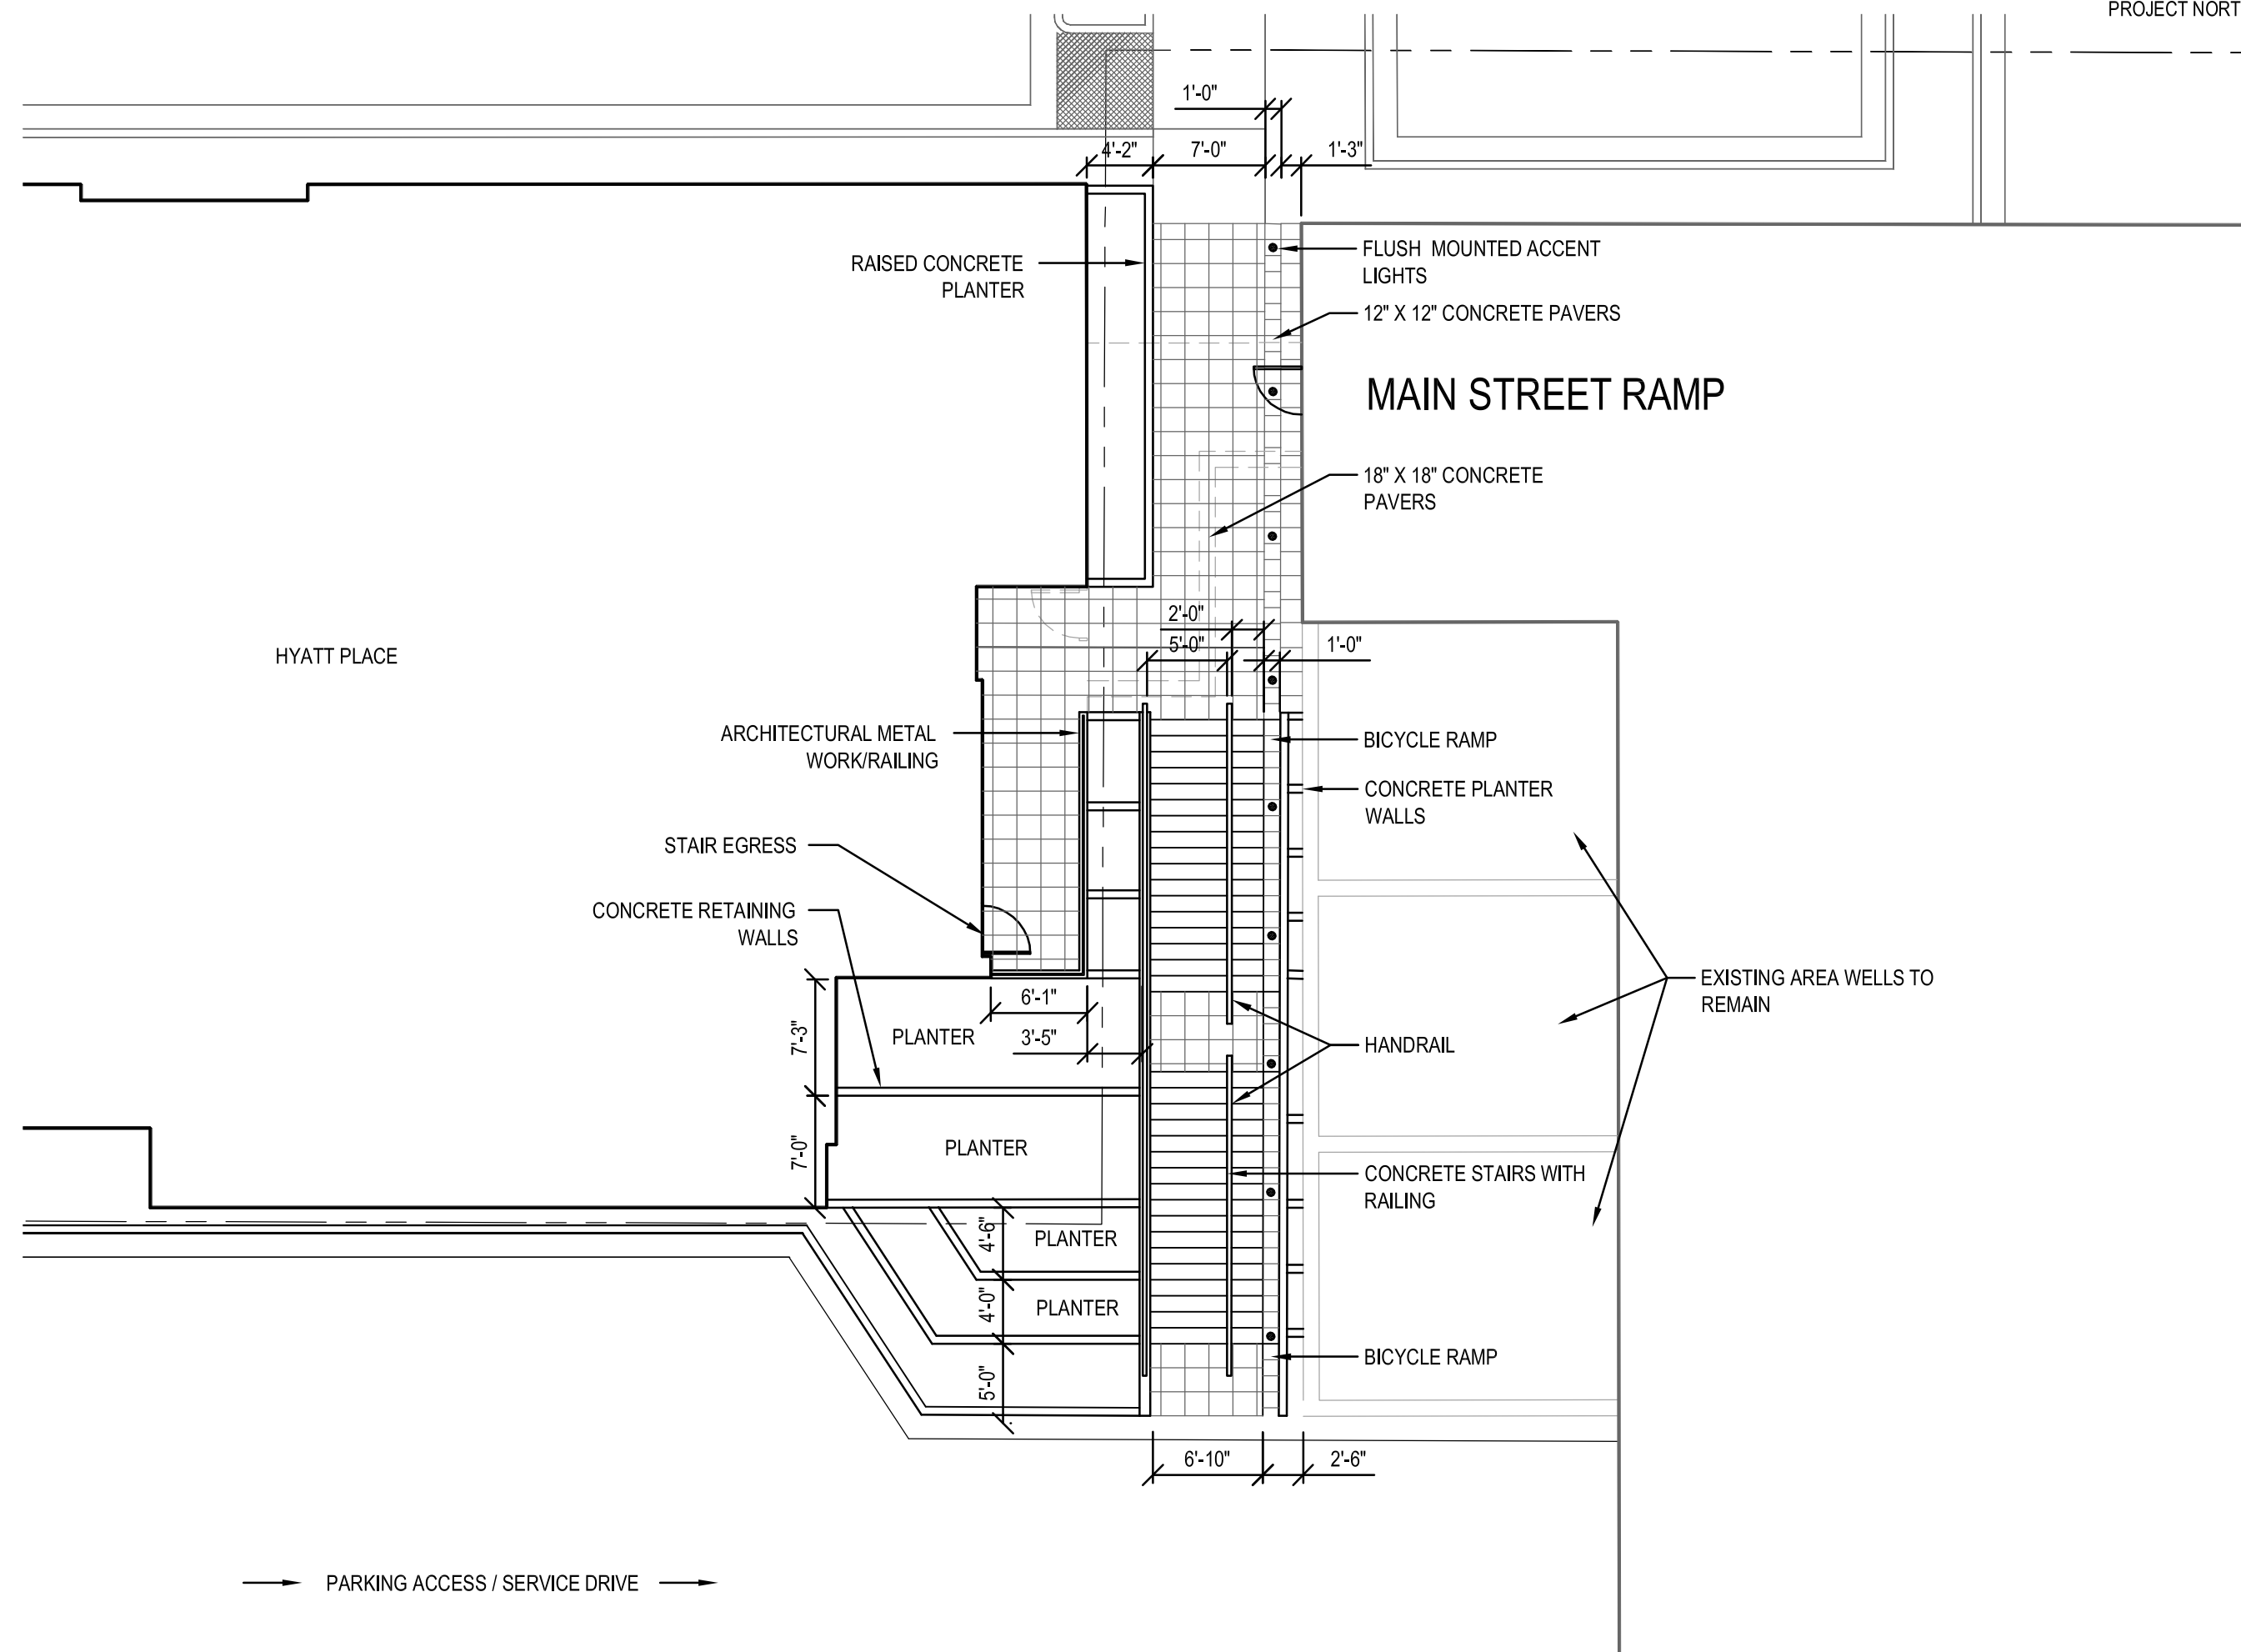 PROJECT NORT
1'-0"
4'-2"
7'-0"
1'-3"
FLUSH MOUNTED ACCENT
LIGHTS
RAISED CONCRETE
PLANTER
12" X 12" CONCRETE PAVERS
MAIN STREET RAMP
18" X 18" CONCRETE
PAVERS
2'-0"
5'-0"
1'-0"
HYATT PLACE
ARCHITECTURAL METAL
WORK/RAILING
BICYCLE RAMP
CONCRETE PLANTER
WALLS
STAIR EGRESS
CONCRETE RETAINING
WALLS
EXISTING AREA WELLS TO
REMAIN
6'-1"
7'-3"
PLANTER
3'-5"
HANDRAIL
7'-0"
PLANTER
CONCRETE STAIRS WITH
RAILING
4'-6"
PLANTER
4'-0"
PLANTER
BICYCLE RAMP
5'-0"
6'-10"
2'-6"
PARKING ACCESS / SERVICE DRIVE